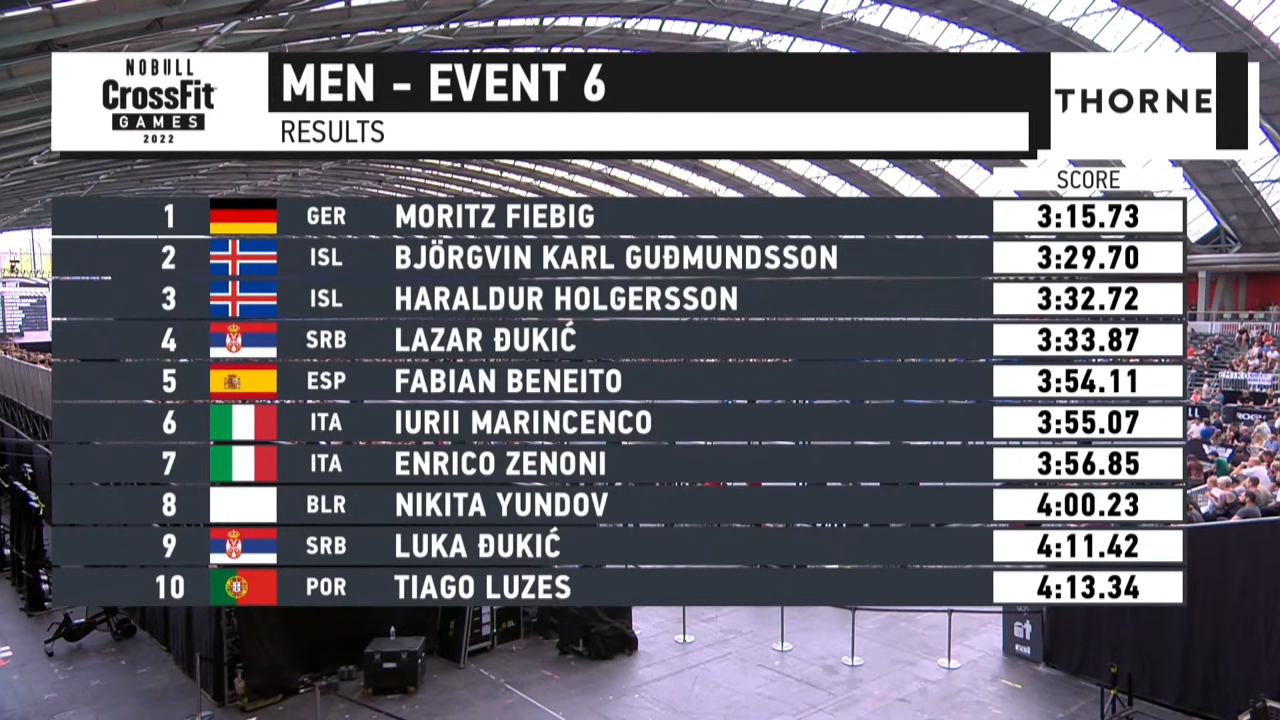 NOBULL
CrossFit
GAMES
2022
MEN - EVENT 6
RESULTS
THORNE
SCORE
1 GER MORITZ FIEBIG 3:15.73
2 ISL BJÖRGVIN KARL GUÐMUNDSSON 3:29.70
3 ISL HARALDUR HOLGERSSON 3:32.72
4 SRB LAZAR ĐUKIĆ 3:33.87
5 ESP FABIAN BENEITO 3:54.11
6 ITA IURII MARINCENCO 3:55.07
7 ITA ENRICO ZENONI 3:56.85
8 BLR NIKITA YUNDOV 4:00.23
9 SRB LUKA ĐUKIĆ 4:11.42
10 POR TIAGO LUZES 4:13.34